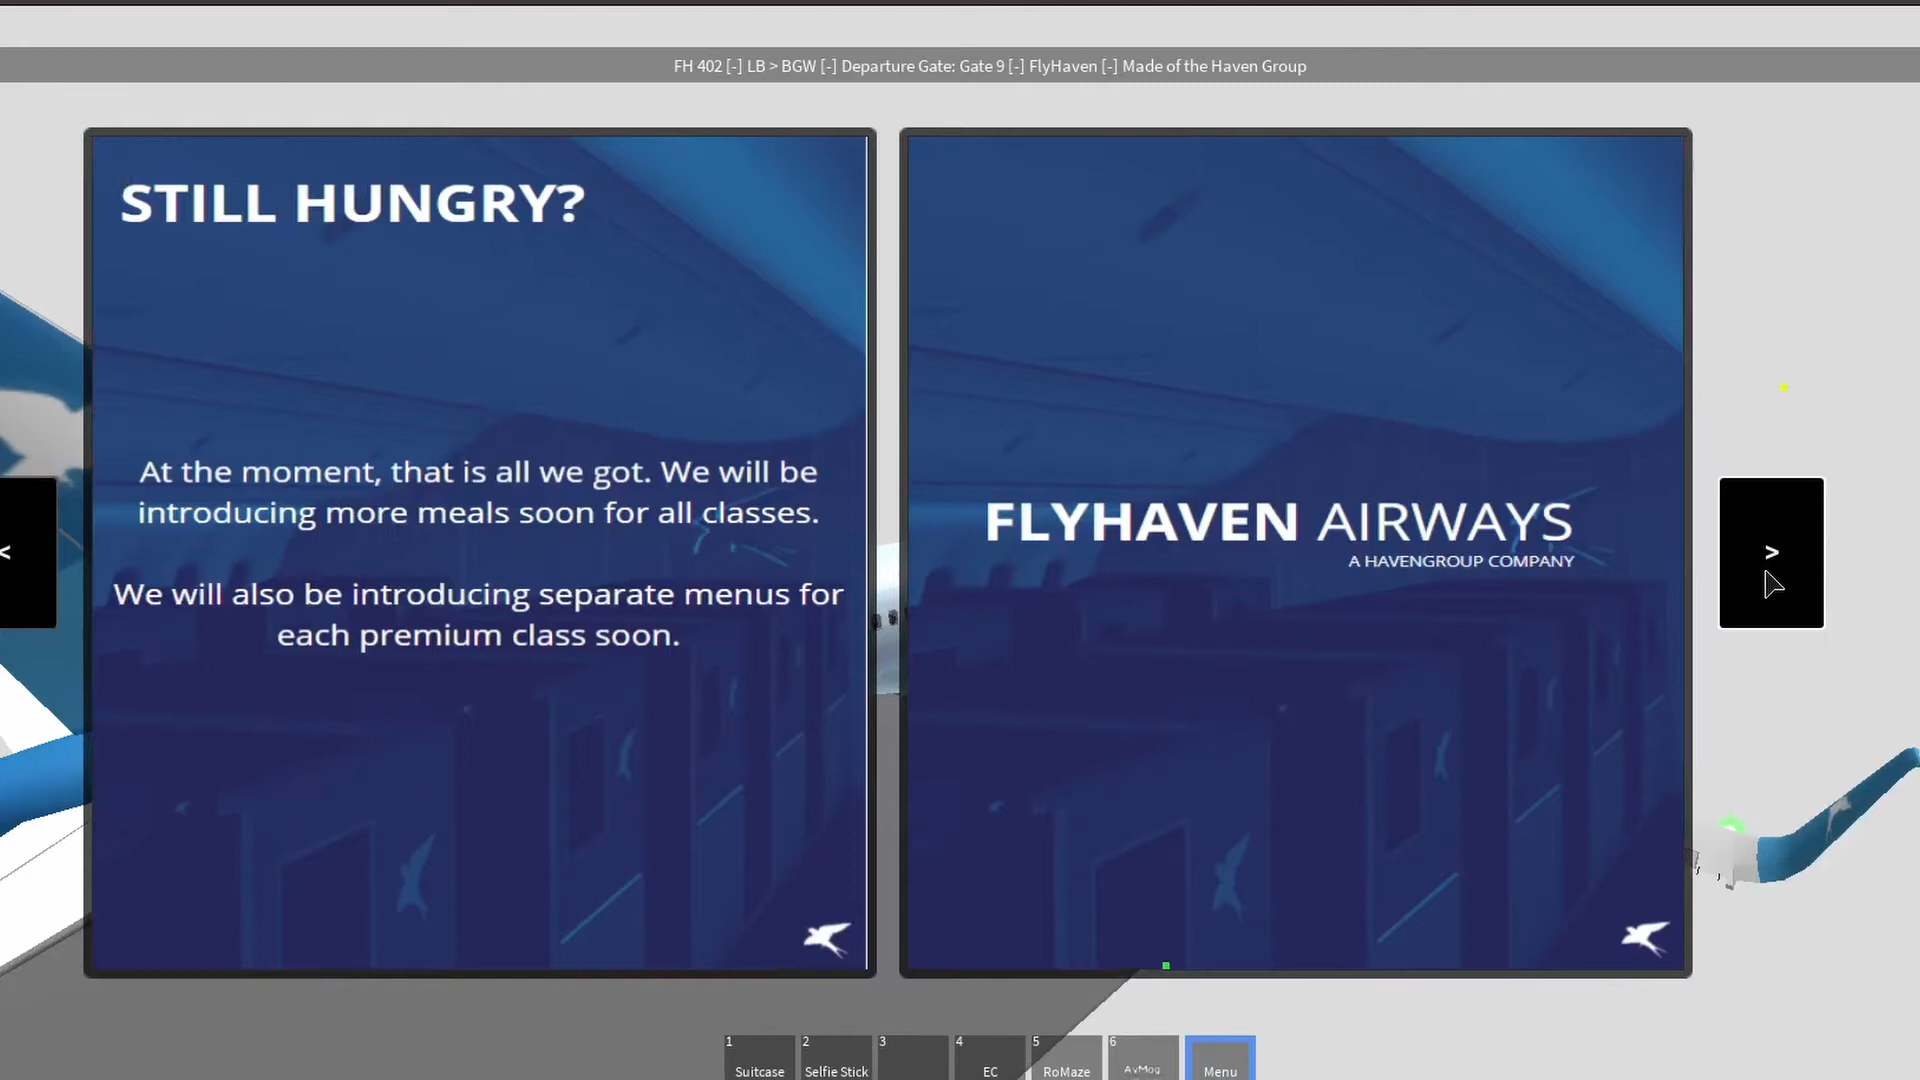 FH 402 [-] LB > BGW [-] Departure Gate: Gate 9 [-] FlyHaven [-] Made of the Haven Group
STILL HUNGRY?
At the moment, that is all we got. We will be
introducing more meals soon for all classes.
We will also be introducing separate menus for
each premium class soon.
FLYHAVEN AIRWAYS
A HAVENGROUP COMPANY
<
>
1
Suitcase
2
Selfie Stick
3
4
EC
5
RoMaze
6
AvMog
Menu